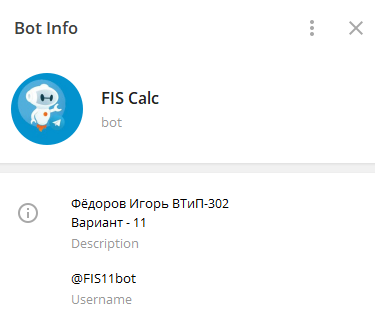 Bot Info
FIS Calc
bot
Фёдоров Игорь ВТиП-302
Вариант - 11
Description
@FIS11bot
Username